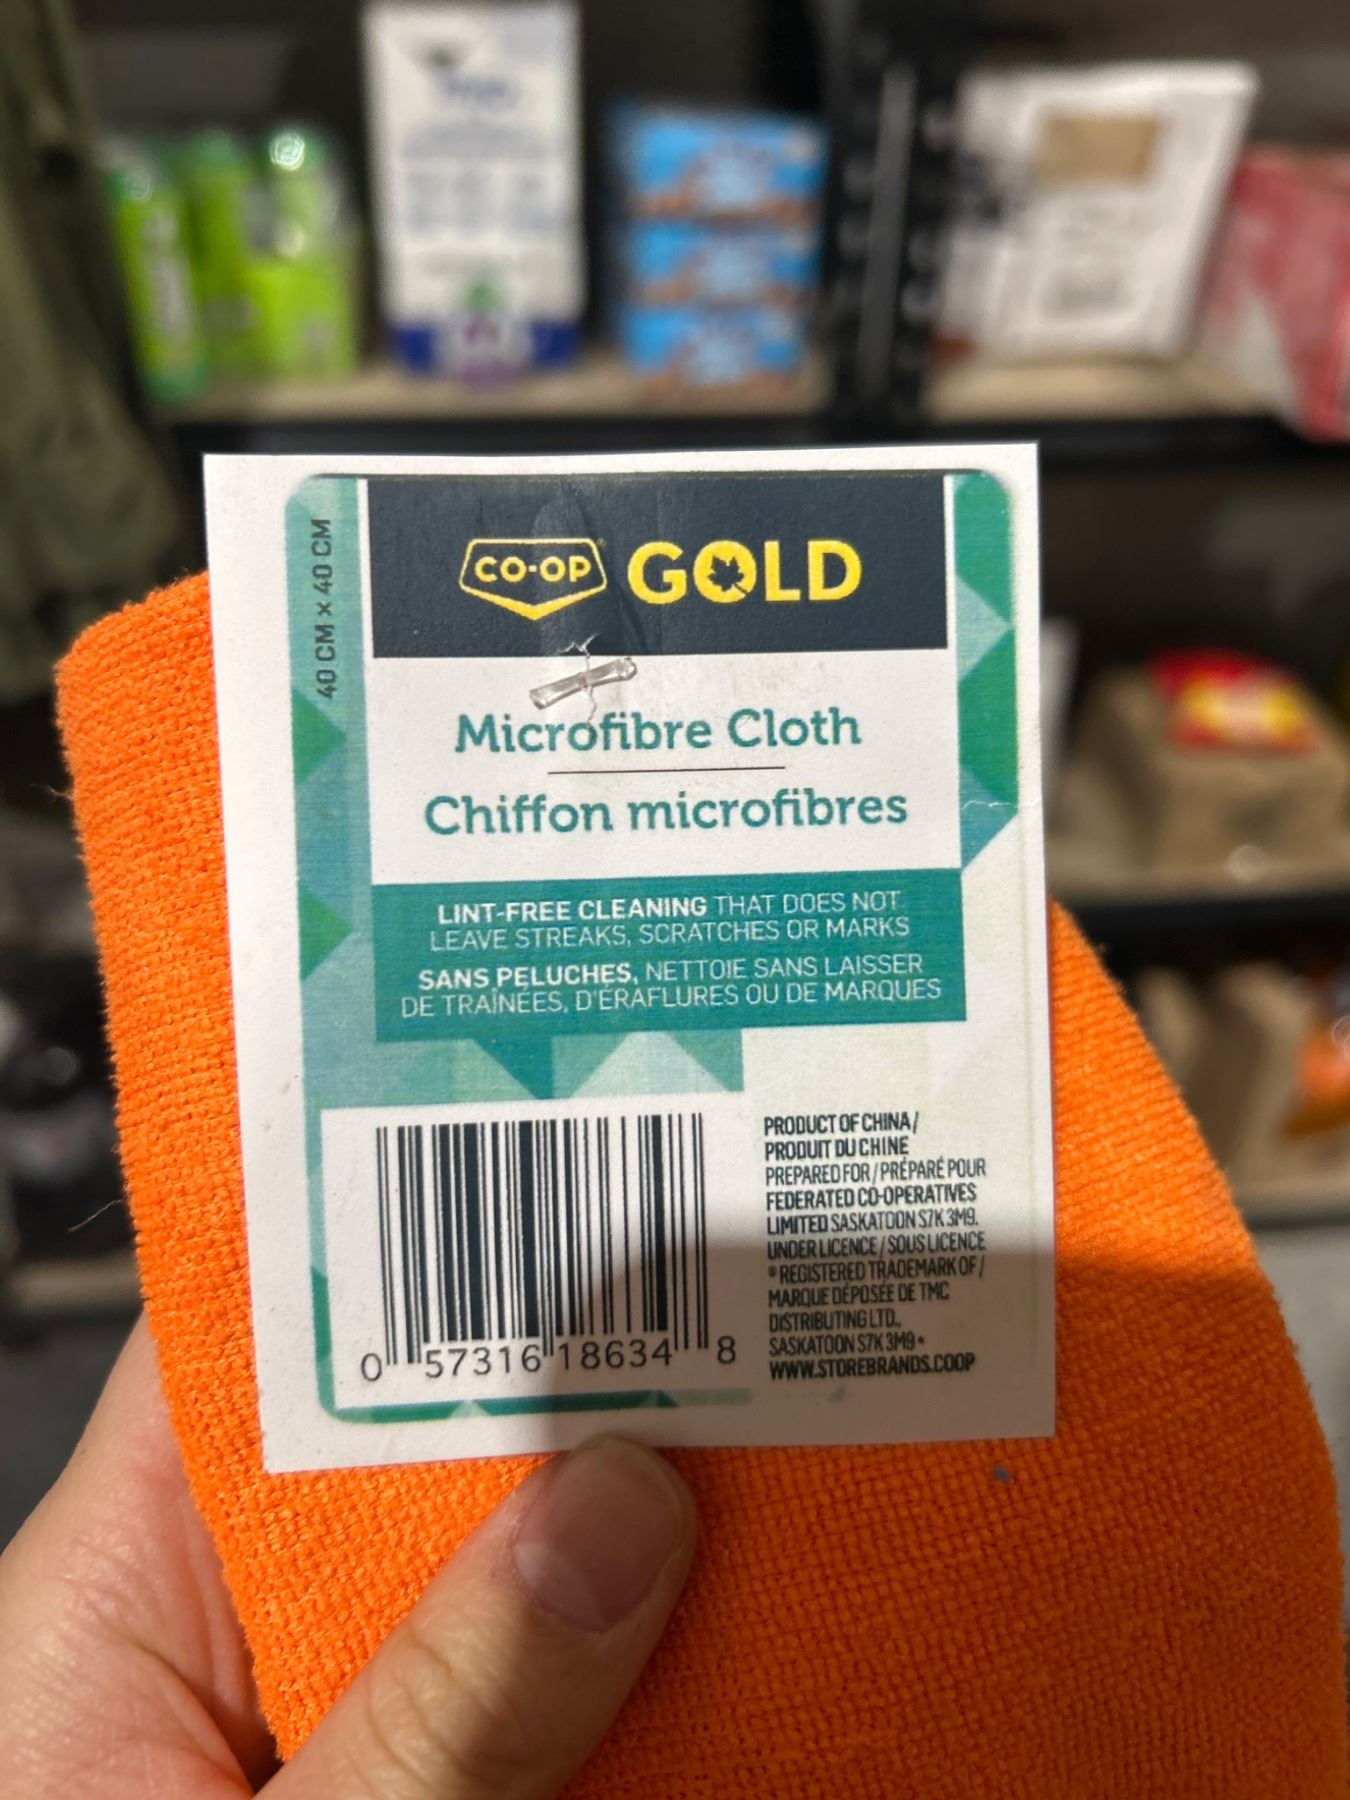 40 CM x 40 CM
CO-OP® GOLD
Microfibre Cloth
Chiffon microfibres
LINT-FREE CLEANING THAT DOES NOT
LEAVE STREAKS, SCRATCHES OR MARKS
SANS PELUCHES, NETTOIE SANS LAISSER
DE TRAÎNÉES, D'ÉRAFLURES OU DE MARQUES
PRODUCT OF CHINA /
PRODUIT DU CHINE
PREPARED FOR / PRÉPARÉ POUR
FEDERATED CO-OPERATIVES
LIMITED SASKATOON S7K 3M9.
UNDER LICENCE / SOUS LICENCE
® REGISTERED TRADEMARK OF /
MARQUE DÉPOSÉE DE TMC
DISTRIBUTING LTD.,
SASKATOON S7K 3M9 •
WWW.STOREBRANDS.COOP
0 57316 18634 8